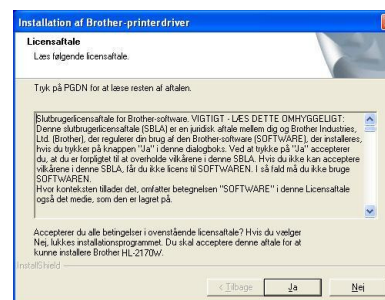 Installation af Brother-printerdriver
Licensaftale
Læs følgende licensaftale.
Tryk på PGDN for at læse resten af aftalen.
Slutbrugerlicensaftale for Brother-software. VIGTIGT - LÆS DETTE OMHYGGELIGT:
Denne slutbrugerlicensaftale (SBLA) er en juridisk aftale mellem dig og Brother Industries,
Ltd. (Brother), der regulerer din brug af den Brother-software (SOFTWARE), der installeres,
hvis du trykker på knappen "Ja" i denne dialogboks. Ved at trykke på "Ja" accepterer
du, at du er forpligtet til at overholde vilkårene i denne SBLA. Hvis du ikke kan acceptere
vilkårene i denne SBLA, får du ikke licens til SOFTWAREN. I så fald må du ikke bruge
SOFTWAREN.
Hvor konteksten tillader det, omfatter betegnelsen "SOFTWARE" i denne Licensaftale
også det medie, som den er lagret på.
Accepterer du alle betingelser i ovenstående licensaftale? Hvis du vælger
Nej, lukkes installationsprogrammet. Du skal acceptere denne aftale for at
kunne installere Brother HL-2170W.
InstallShield
< Tilbage Ja Nej